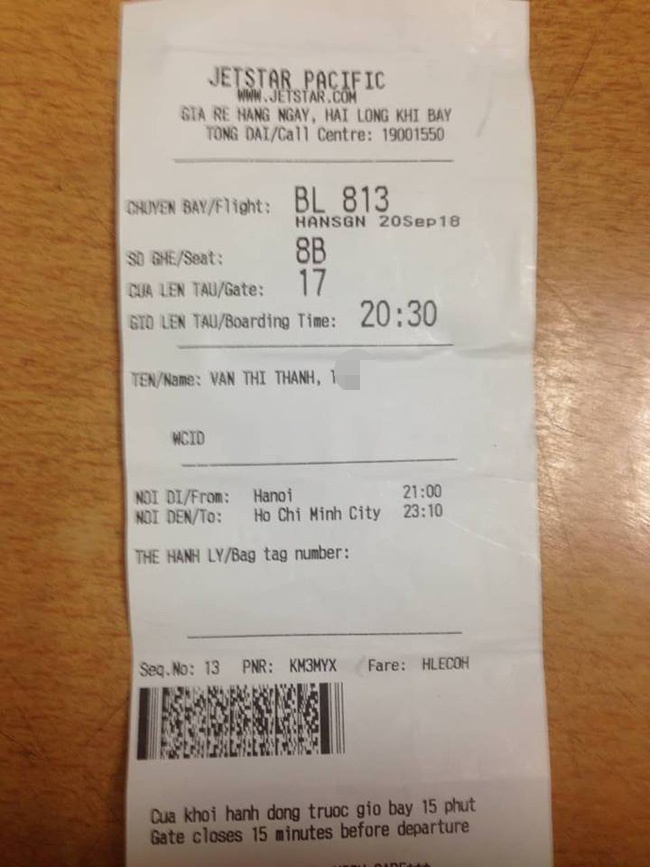 JETSTAR PACIFIC
WWW.JETSTAR.COM
GIA RE HANG NGAY, HAI LONG KHI BAY
TONG DAI/Call Centre: 19001550
CHUYEN BAY/Flight: BL 813
HANSGN 20Sep18
SO GHE/Seat: 8B
CUA LEN TAU/Gate: 17
GIO LEN TAU/Boarding Time: 20:30
TEN/Name: VAN THI THANH,
WCID
NOI DI/From: Hanoi 21:00
NOI DEN/To: Ho Chi Minh City 23:10
THE HANH LY/Bag tag number:
Seq.No: 13 PNR: KM3MYX Fare: HLECOH
Cua khoi hanh dong truoc gio bay 15 phut
Gate closes 15 minutes before departure